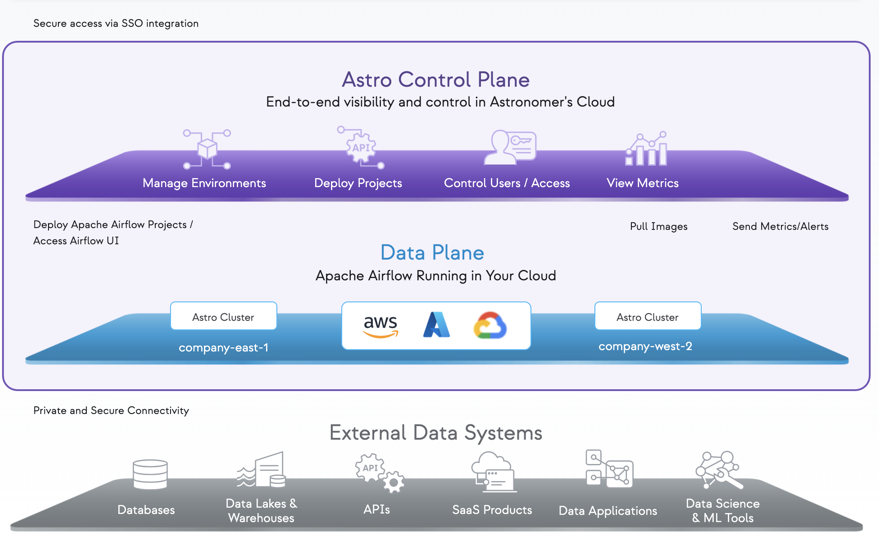 Secure access via SSO integration
Astro Control Plane
End-to-end visibility and control in Astronomer's Cloud
API
Manage Environments
Deploy Projects
Control Users / Access
View Metrics
Deploy Apache Airflow Projects /
Access Airflow UI
Pull Images
Send Metrics/Alerts
Data Plane
Apache Airflow Running in Your Cloud
Astro Cluster
aws
Astro Cluster
company-east-1
company-west-2
Private and Secure Connectivity
External Data Systems
API
Databases
Data Lakes &
Warehouses
APIs
SaaS Products
Data Applications
Data Science
& ML Tools